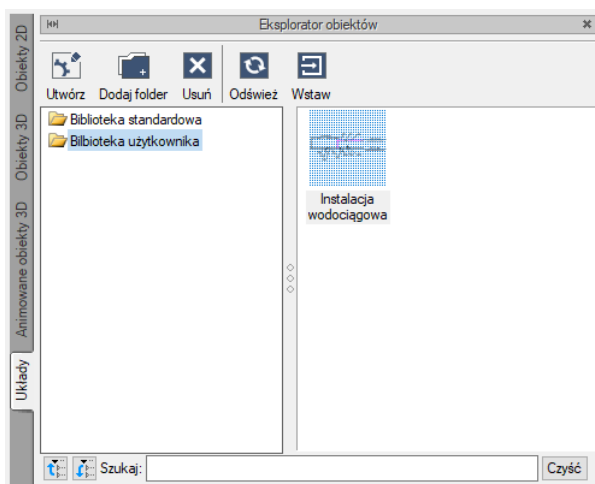 Eksplorator obiektów
Obiekty 2D
Obiekty 3D
Animowane obiekty 3D
Układy
Utwórz Dodaj folder Usuń Odśwież Wstaw
Biblioteka standardowa
Bilbioteka użytkownika
Instalacja
wodociągowa
Szukaj:
Czyść